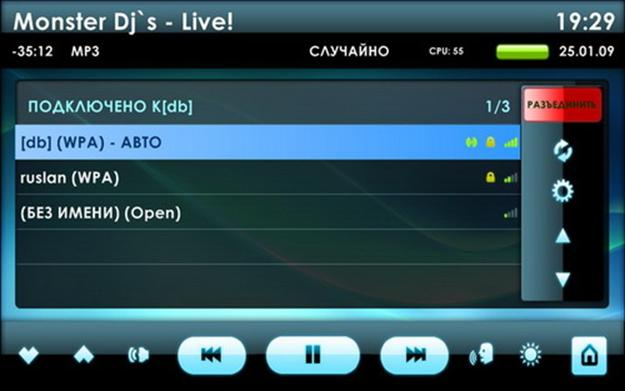 Monster Dj`s - Live!
19:29
-35:12 MP3 СЛУЧАЙНО CPU: 55 25.01.09
ПОДКЛЮЧЕНО К[db] 1/3
РАЗЪЕДИНИТЬ
[db] (WPA) - АВТО
ruslan (WPA)
(БЕЗ ИМЕНИ) (Open)